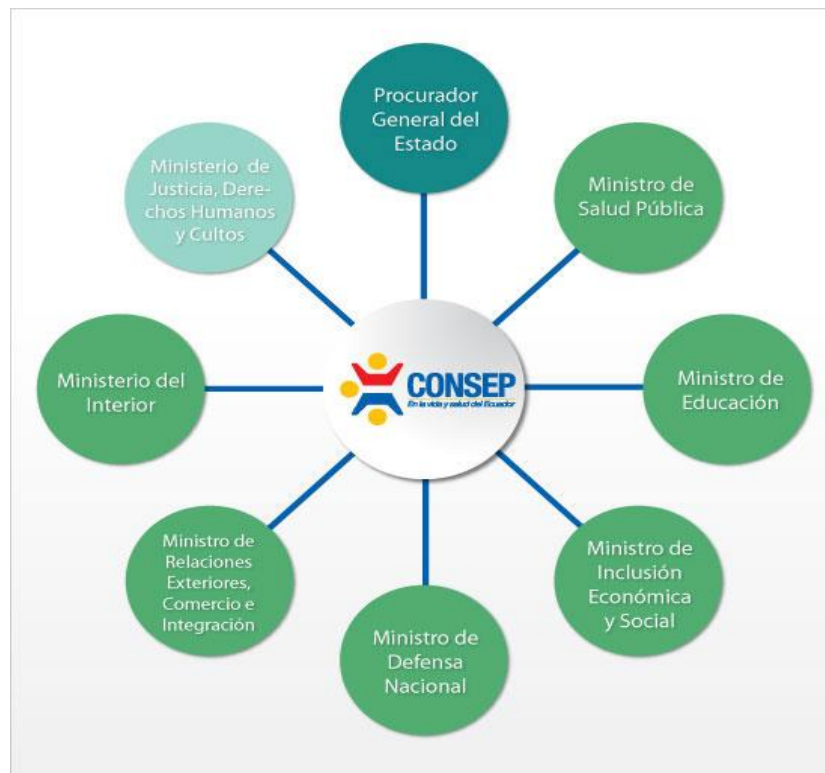 Procurador
General del
Estado
Ministro de
Salud Pública
Ministro de
Educación
Ministro de
Inclusión
Económica
y Social
Ministro de
Defensa
Nacional
Ministro de
Relaciones
Exteriores,
Comercio e
Integración
Ministerio del
Interior
Ministerio de
Justicia, Dere-
chos Humanos
y Cultos
CONSEP
En la vida y salud del Ecuador